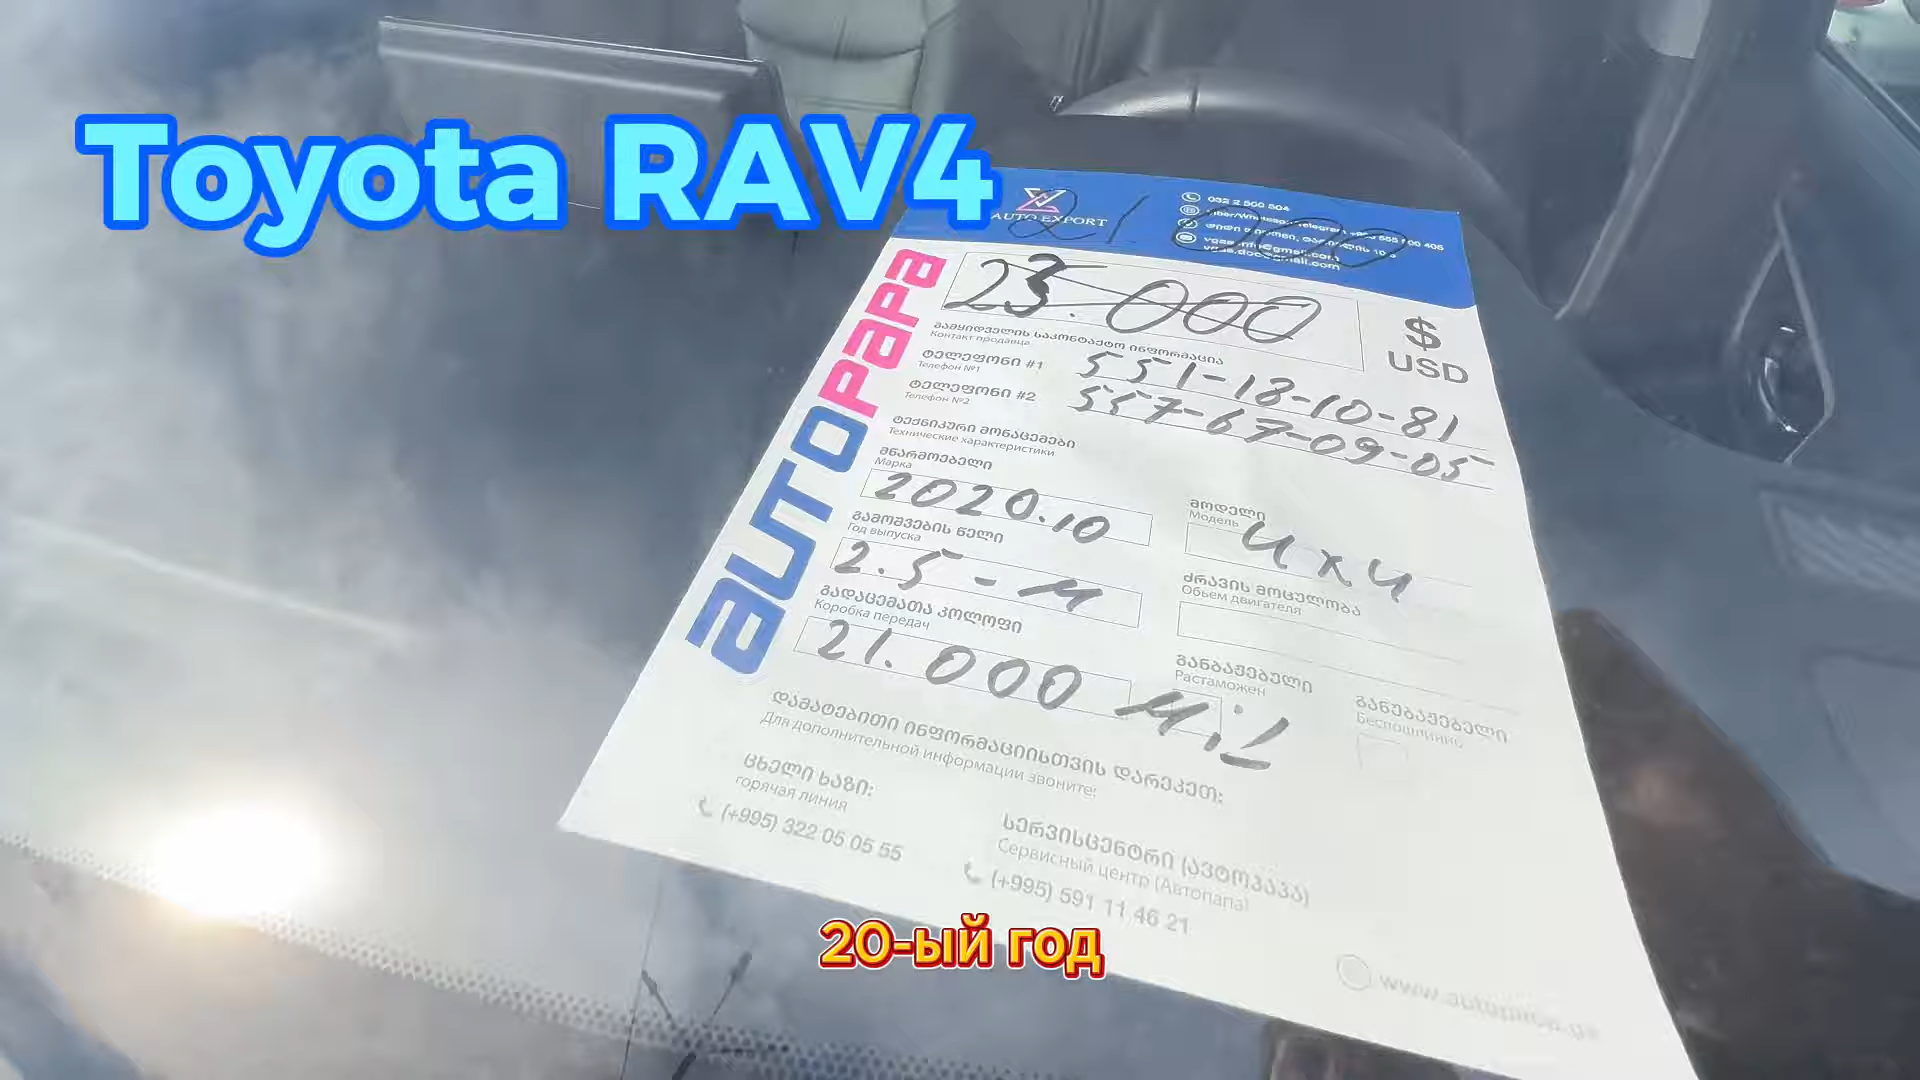 Toyota RAV4
AUTO EXPORT
032 2 500 504
21 000
23.000
$
USD
AUTOPAPA
გამყიდველის საკონტაქტო ინფორმაცია
Контакт продавца
ტელეფონი #1
551-18-10-81
Телефон №1
ტელეფონი #2
557-67-09-05
Телефон №2
ტექნიკური მონაცემები
Технические характеристики
მწარმოებელი
Марка
2020.10
მოდელი
Модель
4x4
გამოშვების წელი
Год выпуска
2.5 - M
ძრავის მოცულობა
Объем двигателя
გადაცემათა კოლოფი
Коробка передач
21.000 Mil
განბაჟებული
Растаможен
განუბაჟებელი
დამატებითი ინფორმაციისთვის დარეკეთ:
Для дополнительной информации звоните:
ცხელი ხაზი:
горячая линия
(+995) 322 05 05 55
სერვისცენტრი (ავტოპაპა)
Сервисный центр (Автопапа)
(+995) 591 11 46 21
www.autopapa.ge
20-ый год